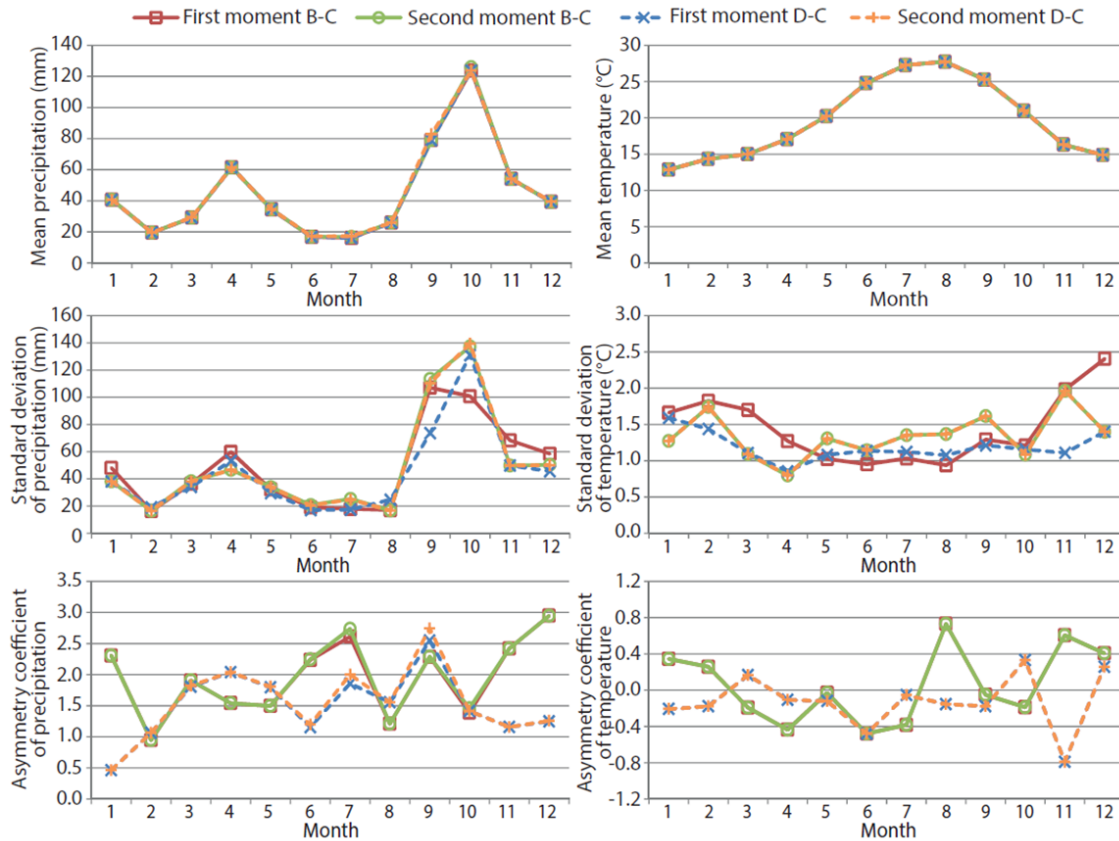 First moment B-C Second moment B-C First moment D-C Second moment D-C
Mean precipitation (mm)
140
120
100
80
60
40
20
0
1 2 3 4 5 6 7 8 9 10 11 12
Month
Mean temperature (°C)
30
25
20
15
10
5
0
1 2 3 4 5 6 7 8 9 10 11 12
Month
Standard deviation
of precipitation (mm)
160
140
120
100
80
60
40
20
0
1 2 3 4 5 6 7 8 9 10 11 12
Month
Standard deviation
of temperature (°C)
3.0
2.5
2.0
1.5
1.0
0.5
0.0
1 2 3 4 5 6 7 8 9 10 11 12
Month
Asymmetry coefficient
of precipitation
3.5
3.0
2.5
2.0
1.5
1.0
0.5
0.0
1 2 3 4 5 6 7 8 9 10 11 12
Month
Asymmetry coefficient
of temperature
1.2
0.8
0.4
0.0
-0.4
-0.8
-1.2
1 2 3 4 5 6 7 8 9 10 11 12
Month